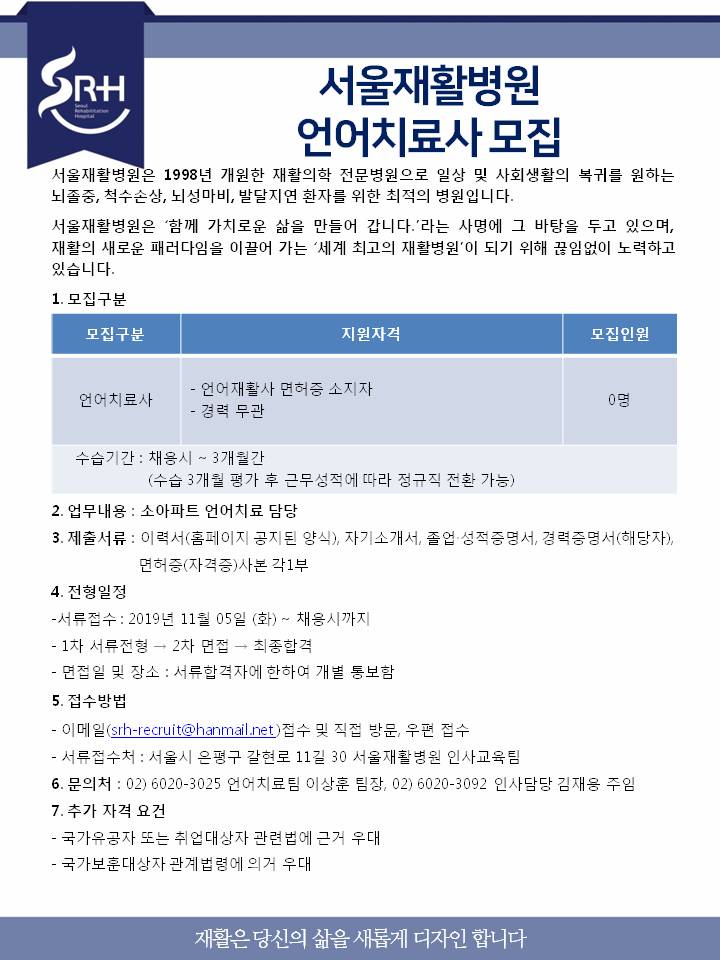 SRH
Seoul
Rehabilitation
Hospital
서울재활병원
언어치료사 모집
서울재활병원은 1998년 개원한 재활의학 전문병원으로 일상 및 사회생활의 복귀를 원하는
뇌졸중, 척수손상, 뇌성마비, 발달지연 환자를 위한 최적의 병원입니다.
서울재활병원은 ‘함께 가치로운 삶을 만들어 갑니다.’라는 사명에 그 바탕을 두고 있으며,
재활의 새로운 패러다임을 이끌어 가는 ‘세계 최고의 재활병원’이 되기 위해 끊임없이 노력하고
있습니다.
1. 모집구분
모집구분 지원자격 모집인원
언어치료사
- 언어재활사 면허증 소지자
- 경력 무관
0명
수습기간 : 채용시 ~ 3개월간
(수습 3개월 평가 후 근무성적에 따라 정규직 전환 가능)
2. 업무내용 : 소아파트 언어치료 담당
3. 제출서류 : 이력서(홈페이지 공지된 양식), 자기소개서, 졸업·성적증명서, 경력증명서(해당자),
면허증(자격증)사본 각1부
4. 전형일정
-서류접수 : 2019년 11월 05일 (화) ~ 채용시까지
- 1차 서류전형 → 2차 면접 → 최종합격
- 면접일 및 장소 : 서류합격자에 한하여 개별 통보함
5. 접수방법
- 이메일(srh-recruit@hanmail.net )접수 및 직접 방문, 우편 접수
- 서류접수처 : 서울시 은평구 갈현로 11길 30 서울재활병원 인사교육팀
6. 문의처 : 02) 6020-3025 언어치료팀 이상훈 팀장, 02) 6020-3092 인사담당 김재용 주임
7. 추가 자격 요건
- 국가유공자 또는 취업대상자 관련법에 근거 우대
- 국가보훈대상자 관계법령에 의거 우대
재활은 당신의 삶을 새롭게 디자인 합니다